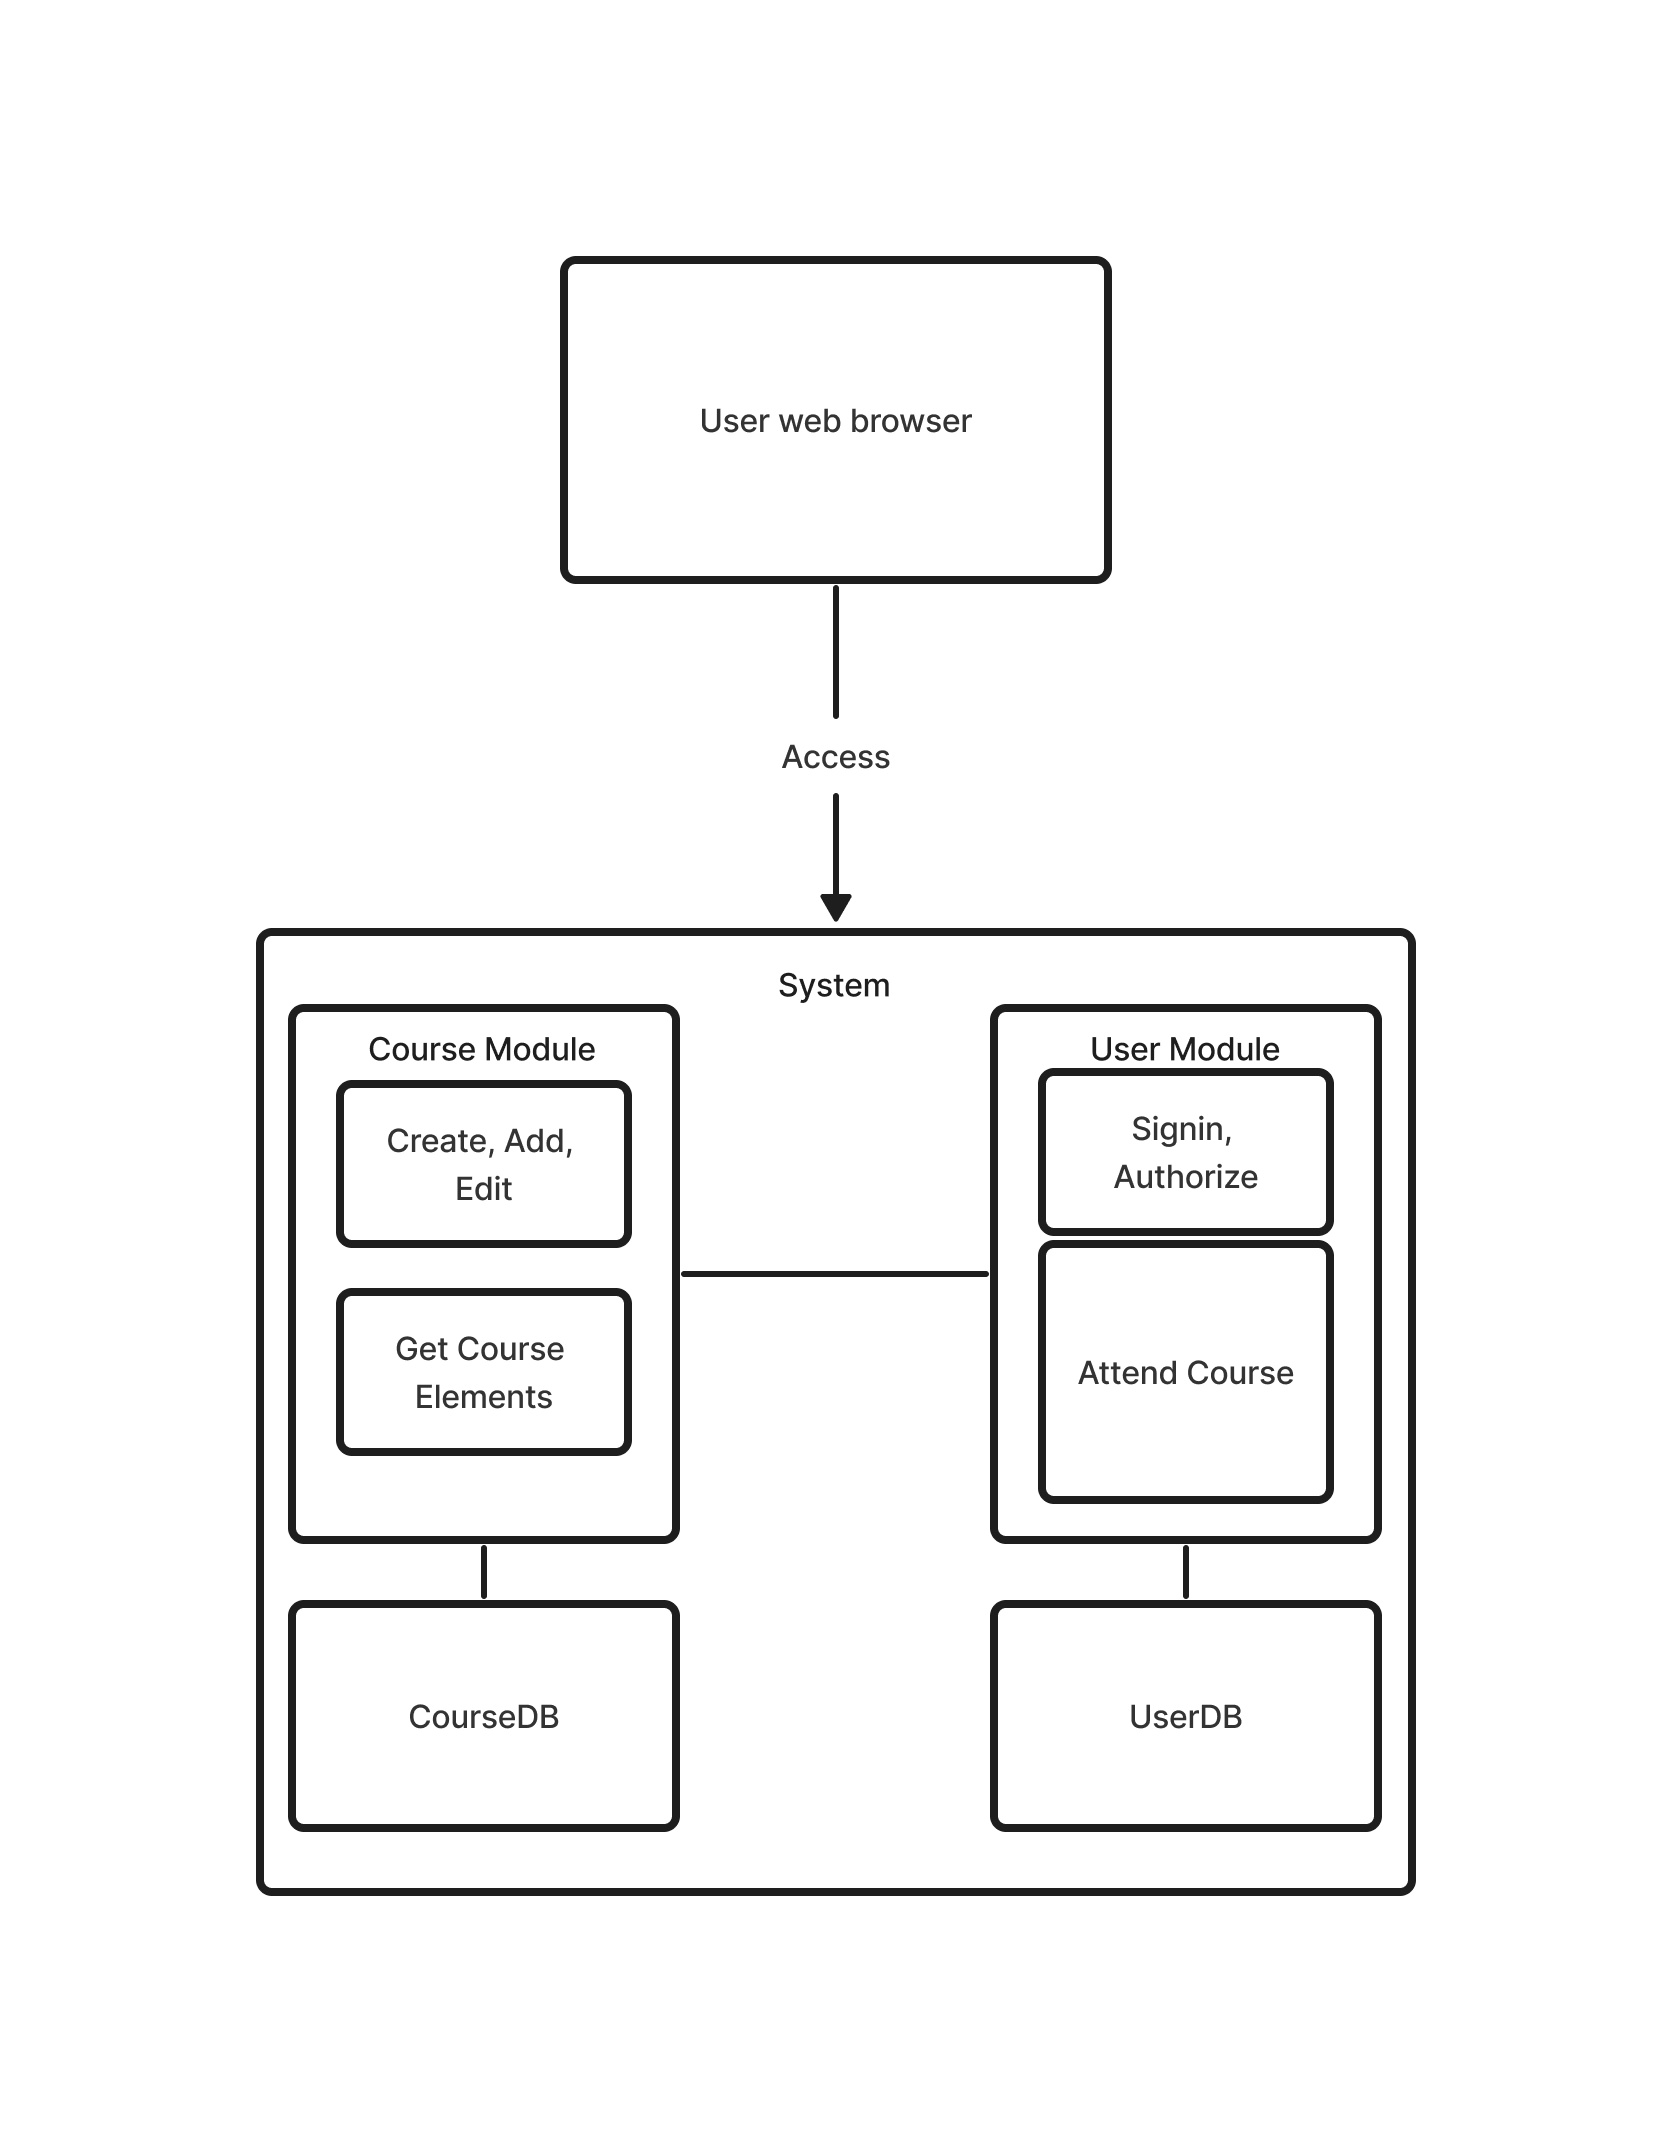 User web browser
Access
System
Course Module
Create, Add,
Edit
Get Course
Elements
User Module
Signin,
Authorize
Attend Course
CourseDB
UserDB